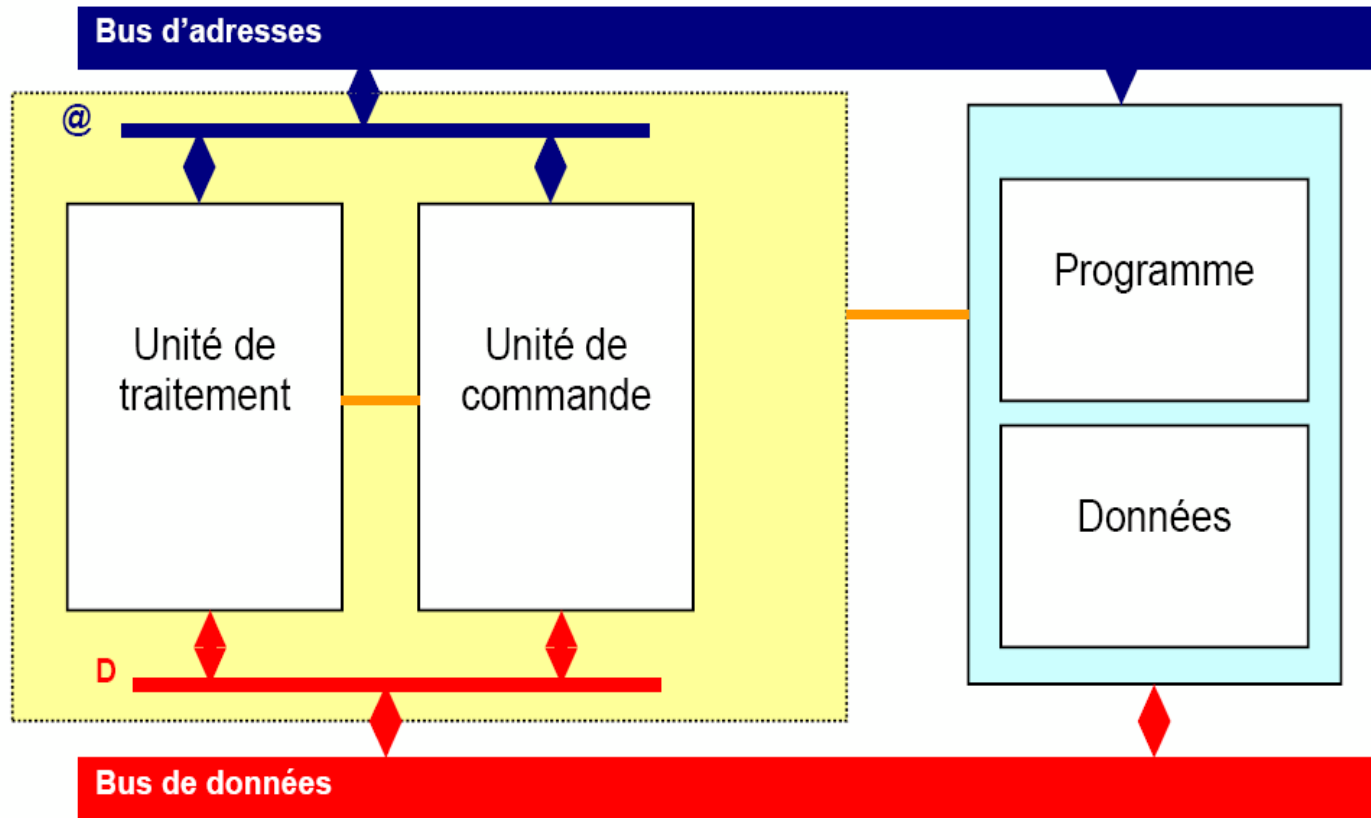 Bus d’adresses
@
Unité de
traitement
Unité de
commande
Programme
Données
D
Bus de données